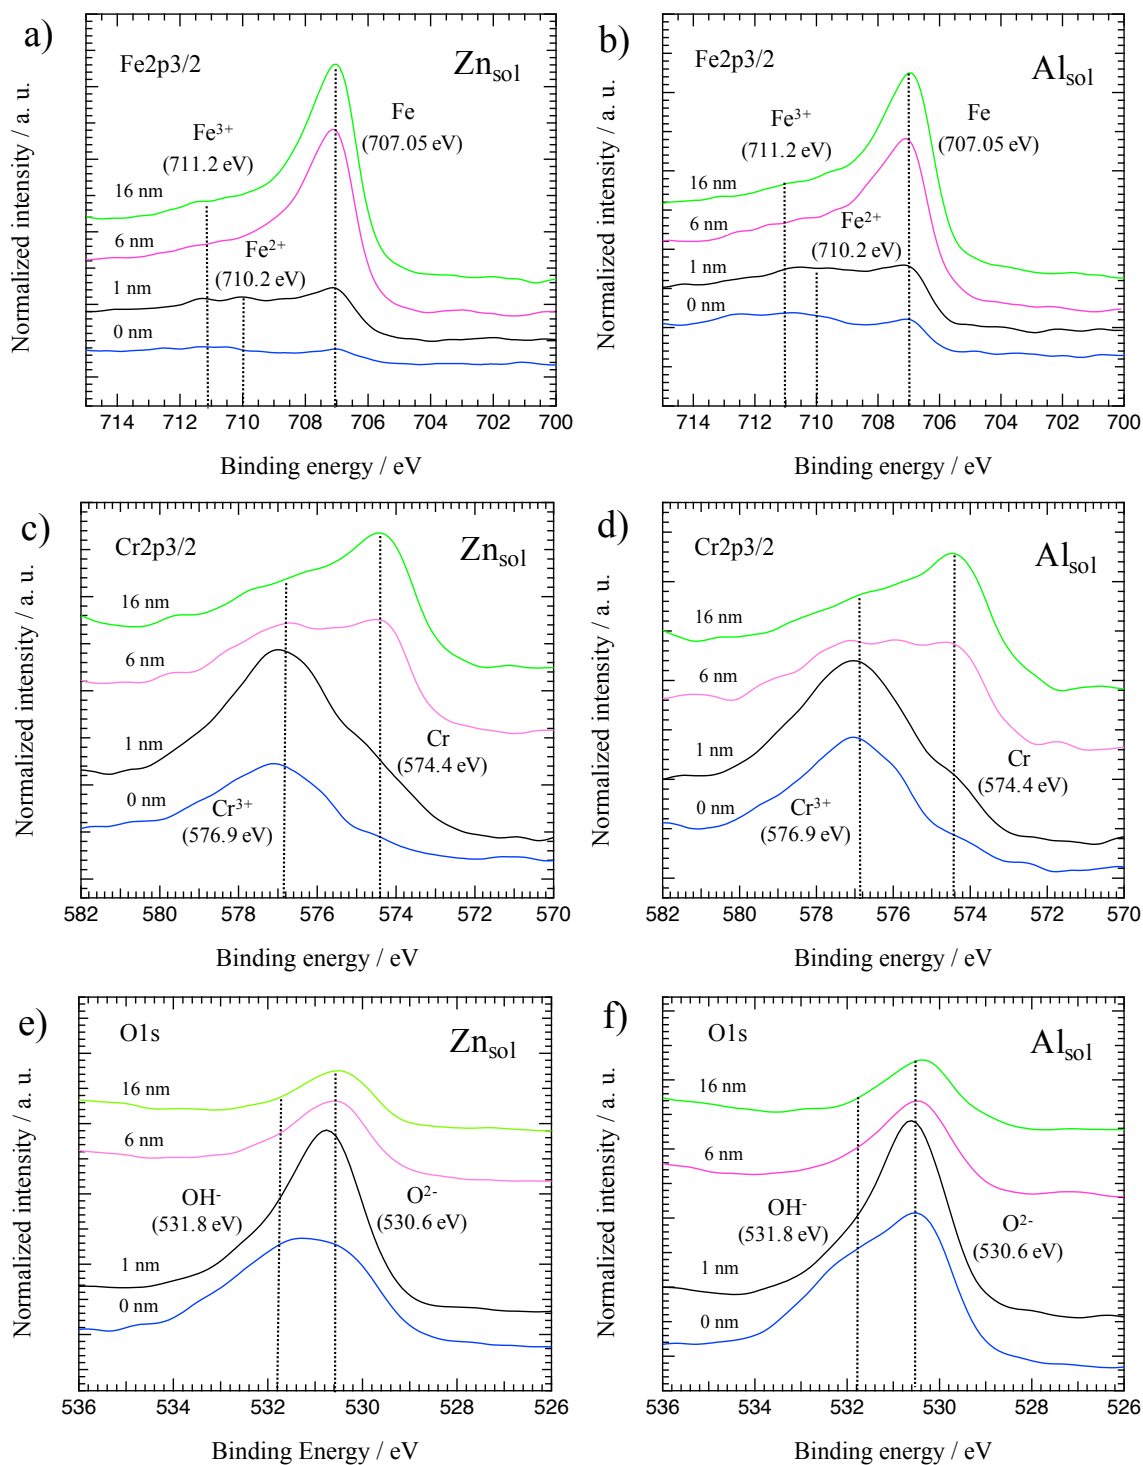 a)
Fe2p3/2
Znsol
Fe
(707.05 eV)
Fe3+
(711.2 eV)
16 nm
6 nm
Fe2+
(710.2 eV)
1 nm
0 nm
Normalized intensity / a. u.
714 712 710 708 706 704 702 700
Binding energy / eV
b)
Fe2p3/2
Alsol
Fe
(707.05 eV)
Fe3+
(711.2 eV)
16 nm
6 nm
Fe2+
(710.2 eV)
1 nm
0 nm
Normalized intensity / a. u.
714 712 710 708 706 704 702 700
Binding energy / eV
c)
Cr2p3/2
Znsol
16 nm
6 nm
1 nm
Cr
(574.4 eV)
0 nm
Cr3+
(576.9 eV)
Normalized intensity / a. u.
582 580 578 576 574 572 570
Binding energy / eV
d)
Cr2p3/2
Alsol
16 nm
6 nm
1 nm
Cr
(574.4 eV)
0 nm
Cr3+
(576.9 eV)
Normalized intensity / a. u.
582 580 578 576 574 572 570
Binding energy / eV
e)
O1s
Znsol
16 nm
6 nm
OH-
(531.8 eV)
O2-
(530.6 eV)
1 nm
0 nm
Normalized intensity / a. u.
536 534 532 530 528 526
Binding Energy / eV
f)
O1s
Alsol
16 nm
6 nm
OH-
(531.8 eV)
O2-
(530.6 eV)
1 nm
0 nm
Normalized intensity / a. u.
536 534 532 530 528 526
Binding energy / eV